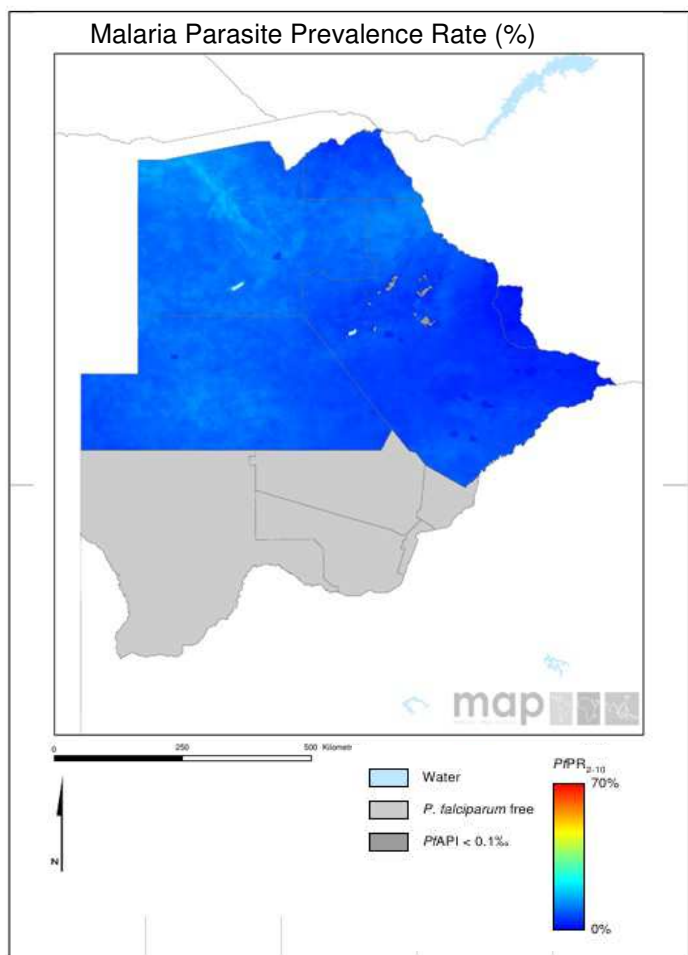 Malaria Parasite Prevalence Rate (%)
map
0 250 500 Kilometr
N
Water
P. falciparum free
PfAPI < 0.1‰
PfPR2-10
70%
0%